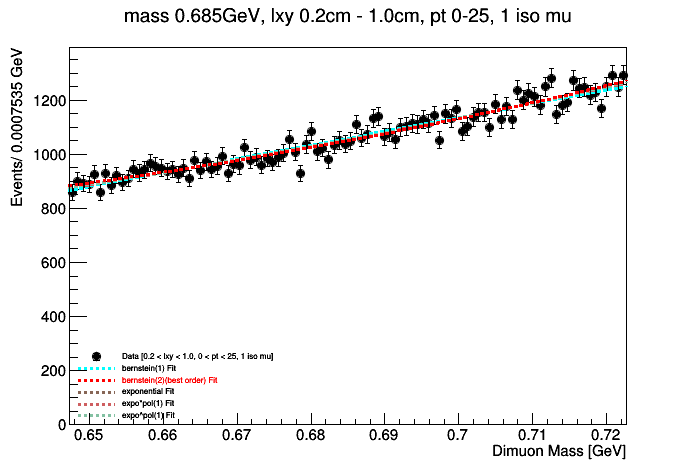 mass 0.685GeV, lxy 0.2cm - 1.0cm, pt 0-25, 1 iso mu
Events/ 0.0007535 GeV
1200
1000
800
600
400
200
0
Data [0.2 < lxy < 1.0, 0 < pt < 25, 1 iso mu]
bernstein(1) Fit
bernstein(2)(best order) Fit
exponential Fit
expo*pol(1) Fit
expo^pol(1) Fit
0.65 0.66 0.67 0.68 0.69 0.7 0.71 0.72
Dimuon Mass [GeV]